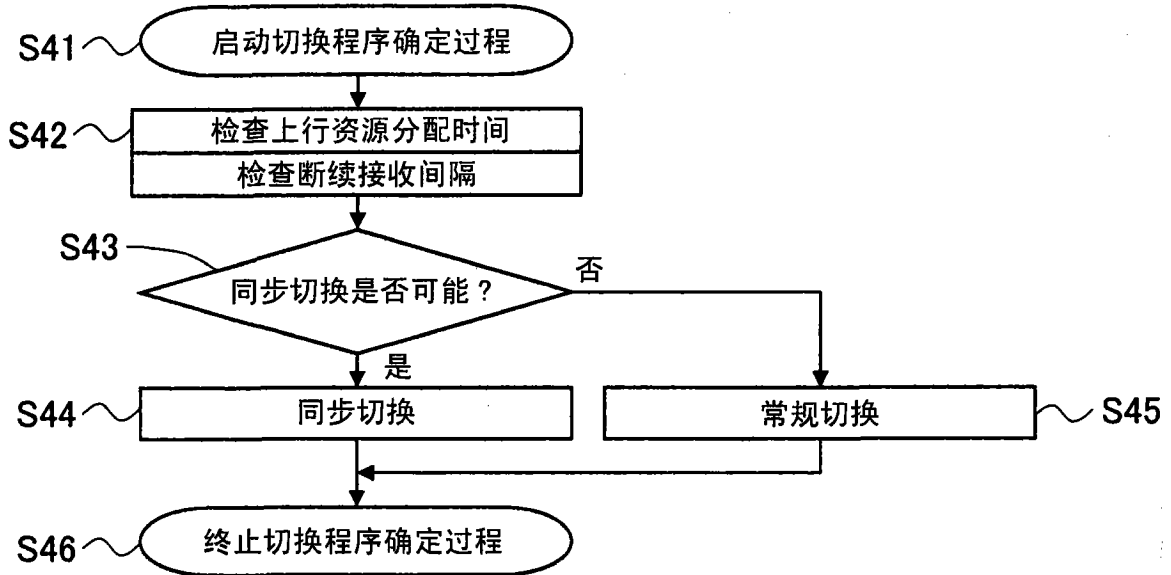 S41
启动切换程序确定过程
S42
检查上行资源分配时间
检查断续接收间隔
S43
同步切换是否可能？
否
是
S44
同步切换
常规切换
S45
S46
终止切换程序确定过程